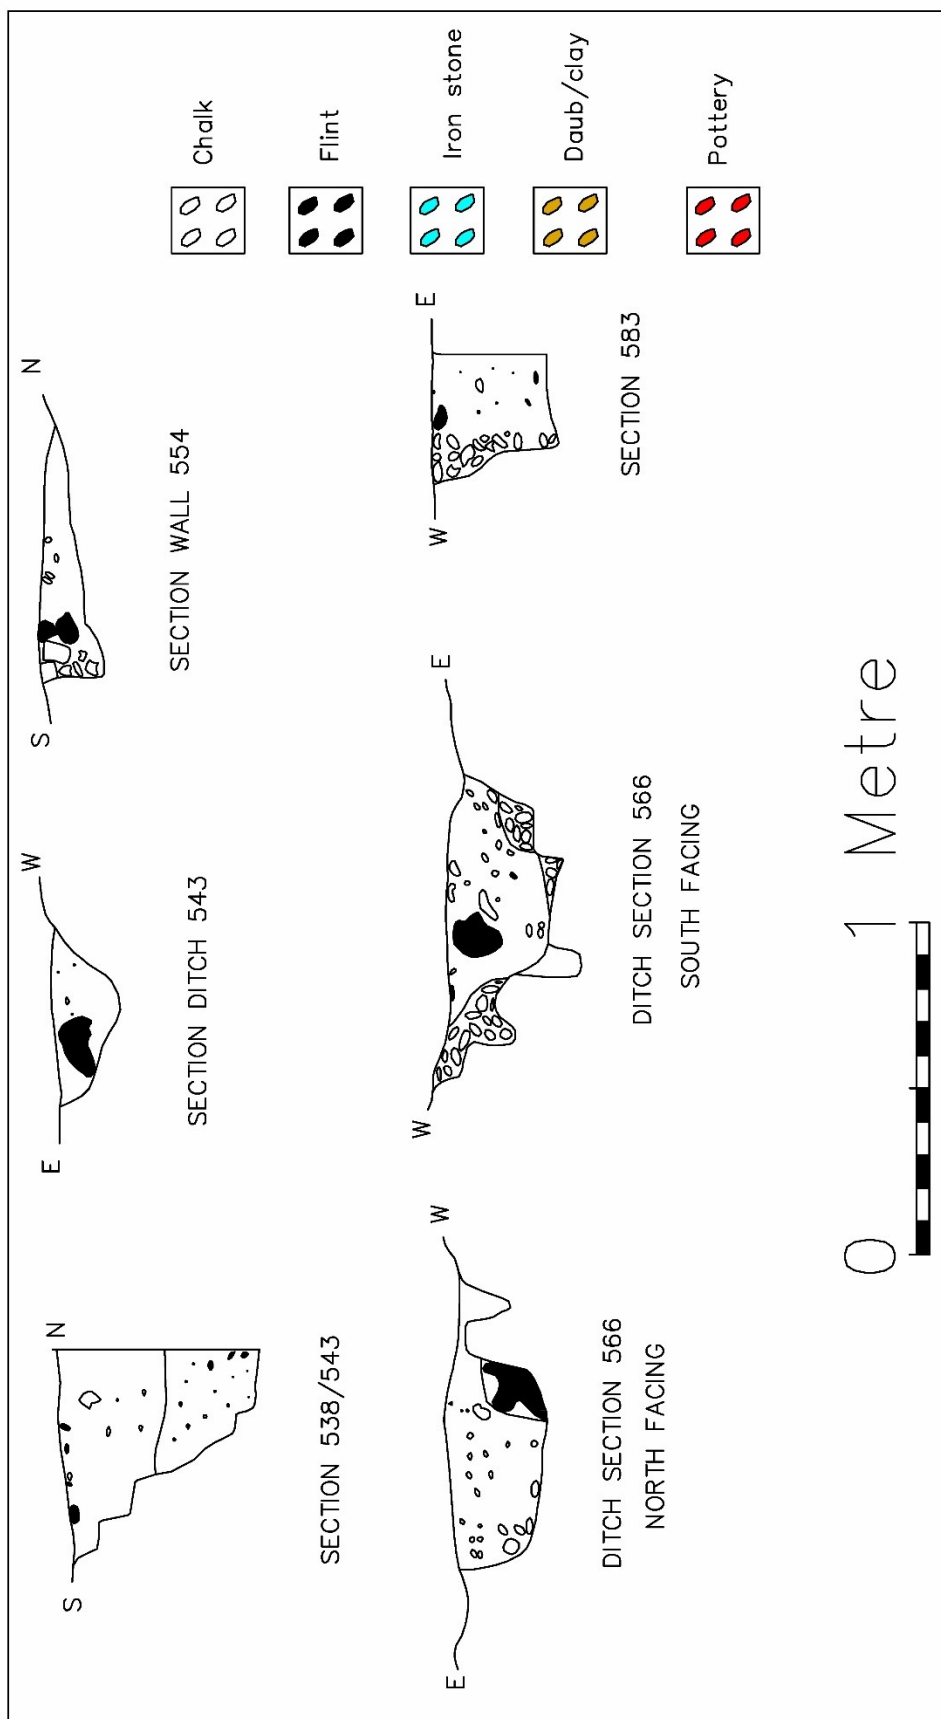 S
N
SECTION 538/543
E
W
SECTION DITCH 543
S
N
SECTION WALL 554
E
W
DITCH SECTION 566
NORTH FACING
W
E
DITCH SECTION 566
SOUTH FACING
W
E
SECTION 583
Chalk
Flint
Iron stone
Daub/clay
Pottery
0 1 Metre